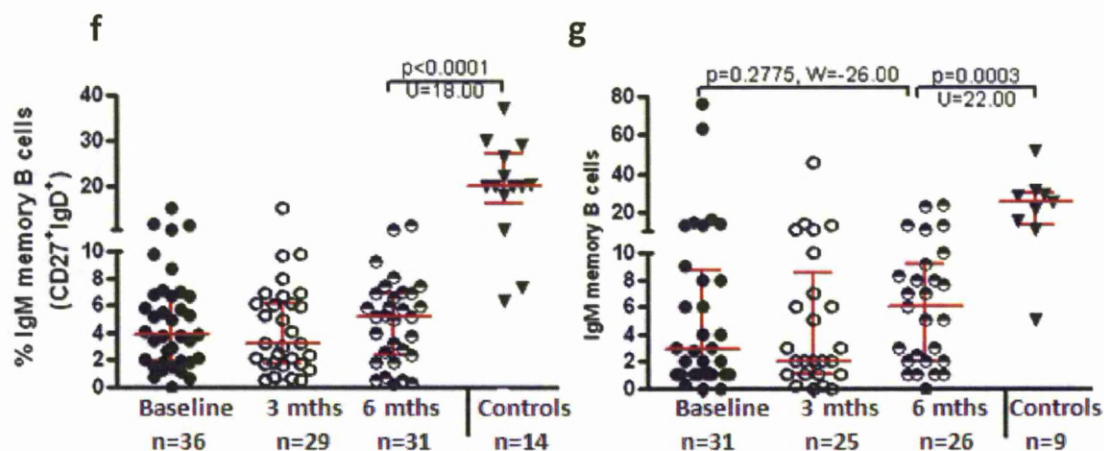 f
p<0.0001
U=18.00
% IgM memory B cells
(CD27+IgD+)
40
30
20
10
8
6
4
2
0
Baseline 3 mths 6 mths Controls
n=36 n=29 n=31 n=14
g
p=0.2775, W=-26.00 p=0.0003
U=22.00
IgM memory B cells
80
60
40
20
10
8
6
4
2
0
Baseline 3 mths 6 mths Controls
n=31 n=25 n=26 n=9